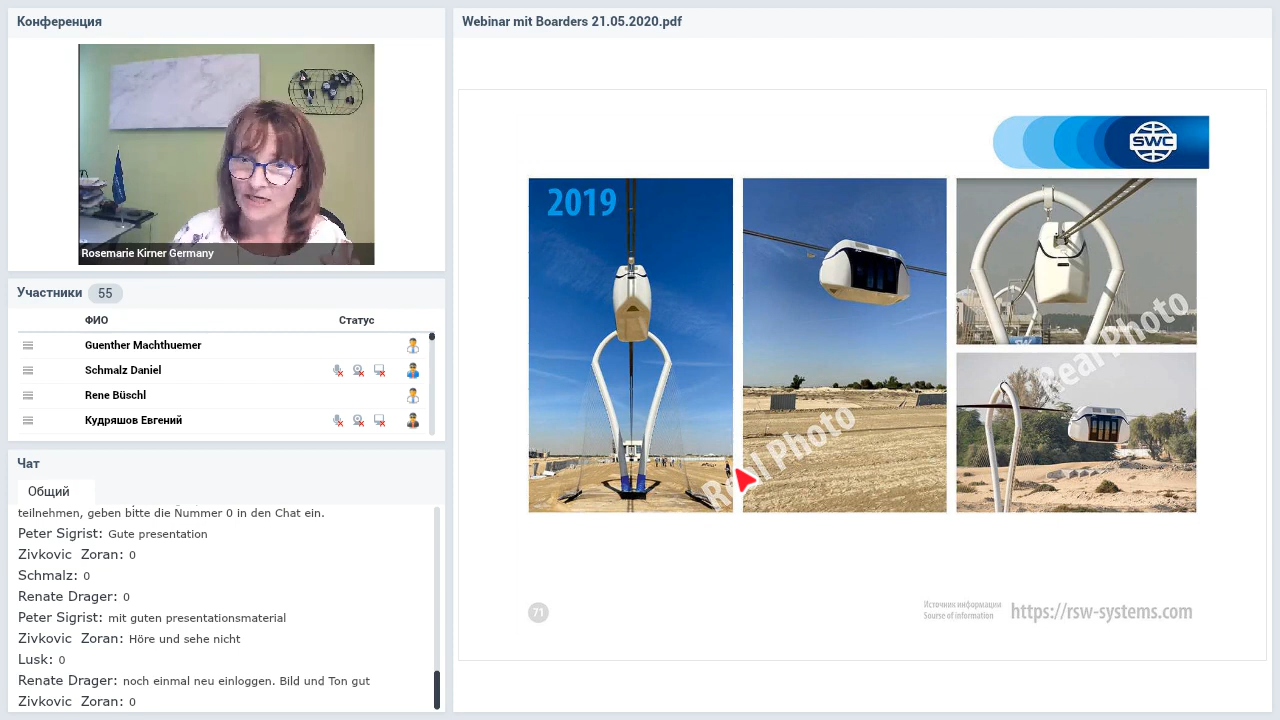 Конференция
Rosemarie Kirner Germany
Участники 55
ФИО Статус
Guenther Machthuemer
Schmalz Daniel
Rene Büschl
Кудряшов Евгений
Чат
Общий
teilnehmen, geben bitte die Nummer 0 in den Chat ein.
Peter Sigrist: Gute presentation
Zivkovic Zoran: 0
Schmalz: 0
Renate Drager: 0
Peter Sigrist: mit guten presentationsmaterial
Zivkovic Zoran: Höre und sehe nicht
Lusk: 0
Renate Drager: noch einmal neu einloggen. Bild und Ton gut
Zivkovic Zoran: 0
Webinar mit Boarders 21.05.2020.pdf
SWC
2019
Real Photo
Real Photo
71
Источник информации
Sourse of information
https://rsw-systems.com